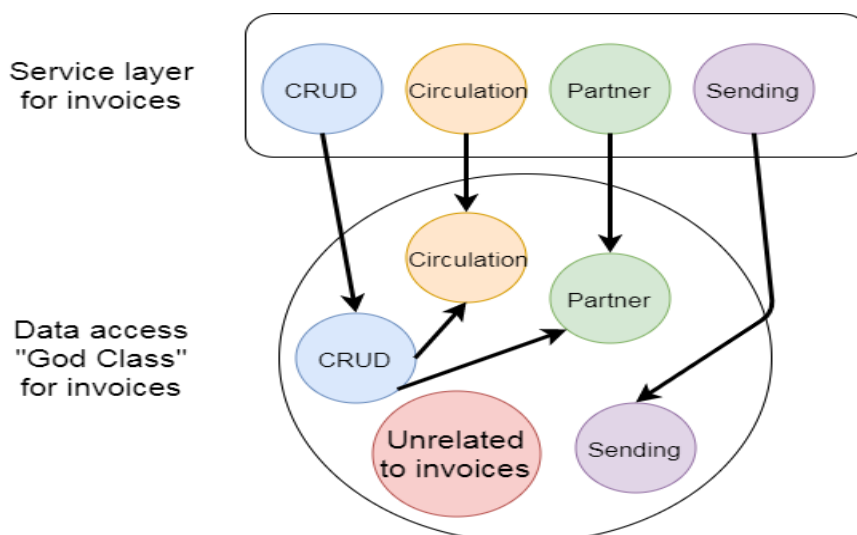 Service layer
for invoices
CRUD
Circulation
Partner
Sending
Data access
"God Class"
for invoices
Circulation
Partner
CRUD
Unrelated
to invoices
Sending